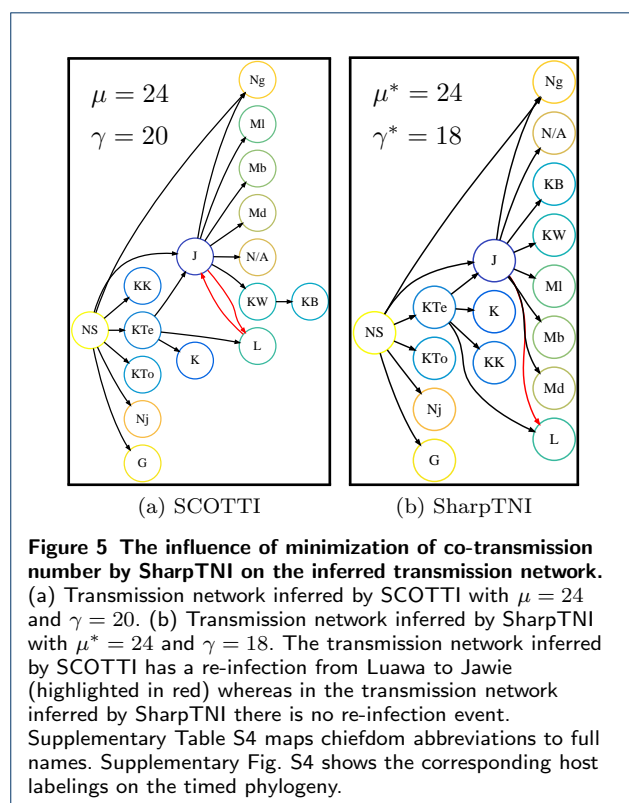 μ = 24
γ = 20
Ng
Ml
Mb
Md
J
N/A
KK
KW
KB
NS
KTe
L
K
KTo
Nj
G
(a) SCOTTI
μ* = 24
γ* = 18
Ng
N/A
KB
KW
J
Ml
KTe
K
NS
Mb
KTo
KK
Md
Nj
L
G
(b) SharpTNI
Figure 5 The influence of minimization of co-transmission
number by SharpTNI on the inferred transmission network.
(a) Transmission network inferred by SCOTTI with μ = 24
and γ = 20. (b) Transmission network inferred by SharpTNI
with μ* = 24 and γ = 18. The transmission network inferred
by SCOTTI has a re-infection from Luawa to Jawie
(highlighted in red) whereas in the transmission network
inferred by SharpTNI there is no re-infection event.
Supplementary Table S4 maps chiefdom abbreviations to full
names. Supplementary Fig. S4 shows the corresponding host
labelings on the timed phylogeny.